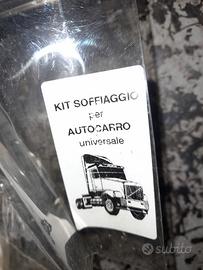 KIT SOFFIAGGIO
per
AUTOCARRO
universale
subito